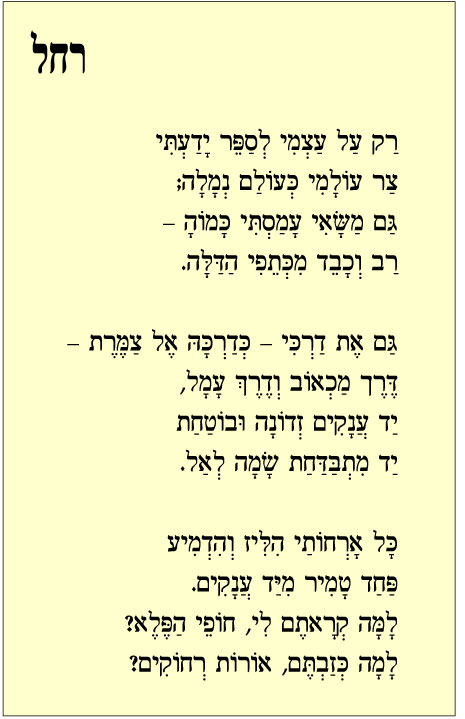 רחל
רַק עַל עַצְמִי לְסַפֵּר יָדַעְתִּי
צַר עוֹלָמִי כְּעוֹלַם נְמָלָה;
גַּם מַשָּׂאִי עָמַסְתִּי כָּמוֹהָ –
רַב וְכָבֵד מִכְּתֵפִי הַדַּלָּה.
גַּם אֶת דַּרְכִּי – כְּדַרְכָּהּ אֶל צַמֶּרֶת –
דֶּרֶך מַכְאוֹב וְדֶרֶךְ עָמָל,
יַד עֲנָקִים זְדוֹנָה וּבוֹטַחַת
יַד מִתְבַּדַּחַת שָׂמָה לְאַל.
כָּל אָרְחוֹתַי הִלִּיז וְהִדְמִיע
פַּחַד טָמִיר מִיַּד עֲנָקִים.
לָמָּה קְרָאתֶם לִי, חוֹפֵי הַפֶּלֶא?
לָמָה כְּזַבְתֶּם, אוֹרוֹת רְחוֹקִים?